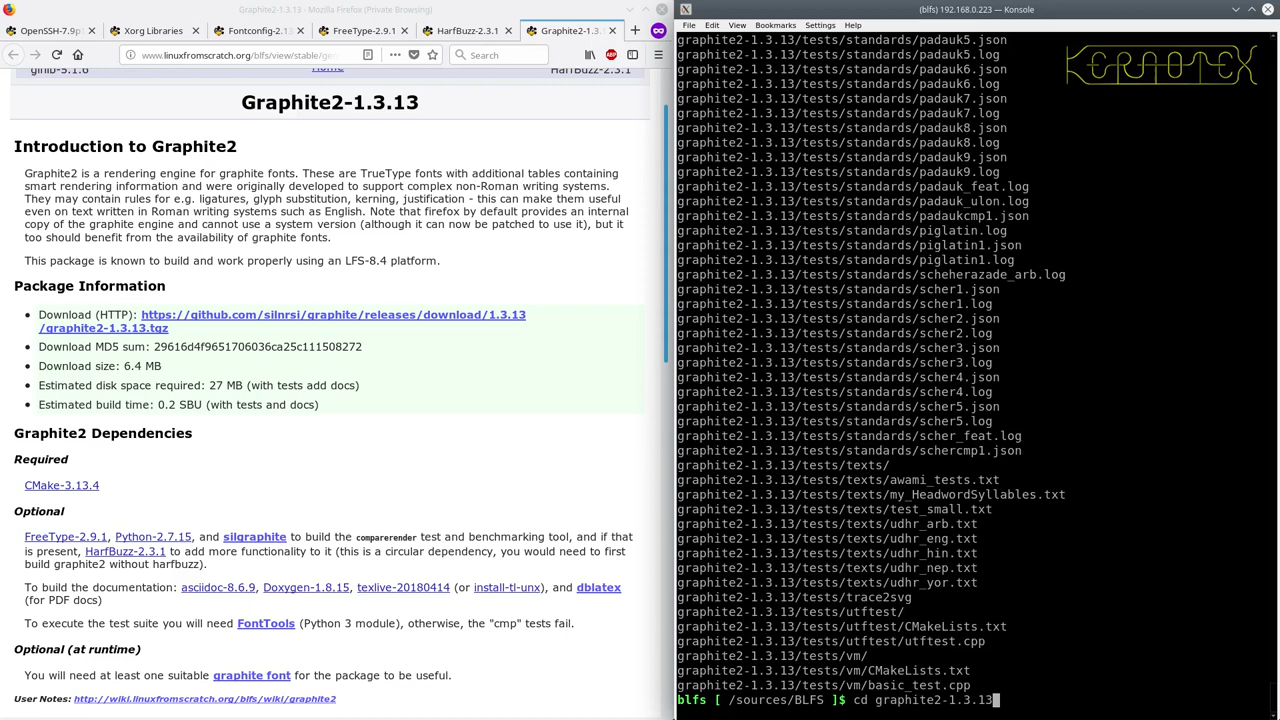 Graphite2-1.3.13 - Mozilla Firefox (Private Browsing)
OpenSSH-7.9p
Xorg Libraries
Fontconfig-2.13
FreeType-2.9.1
HarfBuzz-2.3.1
Graphite2-1.3.
www.linuxfromscratch.org/blfs/view/stable/ge
Search
ABP
giflib-5.1.6
Home
HarfBuzz-2.3.1
Graphite2-1.3.13
Introduction to Graphite2
Graphite2 is a rendering engine for graphite fonts. These are TrueType fonts with additional tables containing
smart rendering information and were originally developed to support complex non-Roman writing systems.
They may contain rules for e.g. ligatures, glyph substitution, kerning, justification - this can make them useful
even on text written in Roman writing systems such as English. Note that firefox by default provides an internal
copy of the graphite engine and cannot use a system version (although it can now be patched to use it), but it
too should benefit from the availability of graphite fonts.
This package is known to build and work properly using an LFS-8.4 platform.
Package Information
Download (HTTP): https://github.com/silnrsi/graphite/releases/download/1.3.13
/graphite2-1.3.13.tgz
Download MD5 sum: 29616d4f9651706036ca25c111508272
Download size: 6.4 MB
Estimated disk space required: 27 MB (with tests add docs)
Estimated build time: 0.2 SBU (with tests and docs)
Graphite2 Dependencies
Required
CMake-3.13.4
Optional
FreeType-2.9.1, Python-2.7.15, and silgraphite to build the comparerender test and benchmarking tool, and if that
is present, HarfBuzz-2.3.1 to add more functionality to it (this is a circular dependency, you would need to first
build graphite2 without harfbuzz).
To build the documentation: asciidoc-8.6.9, Doxygen-1.8.15, texlive-20180414 (or install-tl-unx), and dblatex
(for PDF docs)
To execute the test suite you will need FontTools (Python 3 module), otherwise, the "cmp" tests fail.
Optional (at runtime)
You will need at least one suitable graphite font for the package to be useful.
User Notes: http://wiki.linuxfromscratch.org/blfs/wiki/graphite2
(blfs) 192.168.0.223 — Konsole
File Edit View Bookmarks Settings Help
KERAOTEX
graphite2-1.3.13/tests/standards/padauk5.json
graphite2-1.3.13/tests/standards/padauk5.log
graphite2-1.3.13/tests/standards/padauk6.json
graphite2-1.3.13/tests/standards/padauk6.log
graphite2-1.3.13/tests/standards/padauk7.json
graphite2-1.3.13/tests/standards/padauk7.log
graphite2-1.3.13/tests/standards/padauk8.json
graphite2-1.3.13/tests/standards/padauk8.log
graphite2-1.3.13/tests/standards/padauk9.json
graphite2-1.3.13/tests/standards/padauk9.log
graphite2-1.3.13/tests/standards/padauk_feat.log
graphite2-1.3.13/tests/standards/padauk_ulon.log
graphite2-1.3.13/tests/standards/padaukcmp1.json
graphite2-1.3.13/tests/standards/piglatin.log
graphite2-1.3.13/tests/standards/piglatin1.json
graphite2-1.3.13/tests/standards/piglatin1.log
graphite2-1.3.13/tests/standards/scheherazade_arb.log
graphite2-1.3.13/tests/standards/scher1.json
graphite2-1.3.13/tests/standards/scher1.log
graphite2-1.3.13/tests/standards/scher2.json
graphite2-1.3.13/tests/standards/scher2.log
graphite2-1.3.13/tests/standards/scher3.json
graphite2-1.3.13/tests/standards/scher3.log
graphite2-1.3.13/tests/standards/scher4.json
graphite2-1.3.13/tests/standards/scher4.log
graphite2-1.3.13/tests/standards/scher5.json
graphite2-1.3.13/tests/standards/scher5.log
graphite2-1.3.13/tests/standards/scher_feat.log
graphite2-1.3.13/tests/standards/schercmp1.json
graphite2-1.3.13/tests/texts/
graphite2-1.3.13/tests/texts/awami_tests.txt
graphite2-1.3.13/tests/texts/my_HeadwordSyllables.txt
graphite2-1.3.13/tests/texts/test_small.txt
graphite2-1.3.13/tests/texts/udhr_arb.txt
graphite2-1.3.13/tests/texts/udhr_eng.txt
graphite2-1.3.13/tests/texts/udhr_hin.txt
graphite2-1.3.13/tests/texts/udhr_nep.txt
graphite2-1.3.13/tests/texts/udhr_yor.txt
graphite2-1.3.13/tests/trace2svg
graphite2-1.3.13/tests/utftest/
graphite2-1.3.13/tests/utftest/CMakeLists.txt
graphite2-1.3.13/tests/utftest/utftest.cpp
graphite2-1.3.13/tests/vm/
graphite2-1.3.13/tests/vm/CMakeLists.txt
graphite2-1.3.13/tests/vm/basic_test.cpp
blfs [ /sources/BLFS ]$ cd graphite2-1.3.13